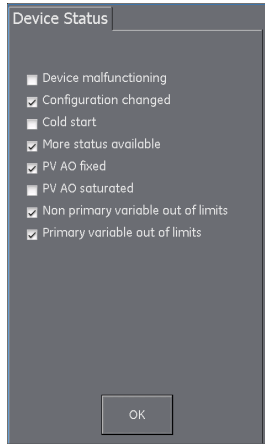 Device Status
Device malfunctioning
Configuration changed
Cold start
More status available
PV AO fixed
PV AO saturated
Non primary variable out of limits
Primary variable out of limits
OK